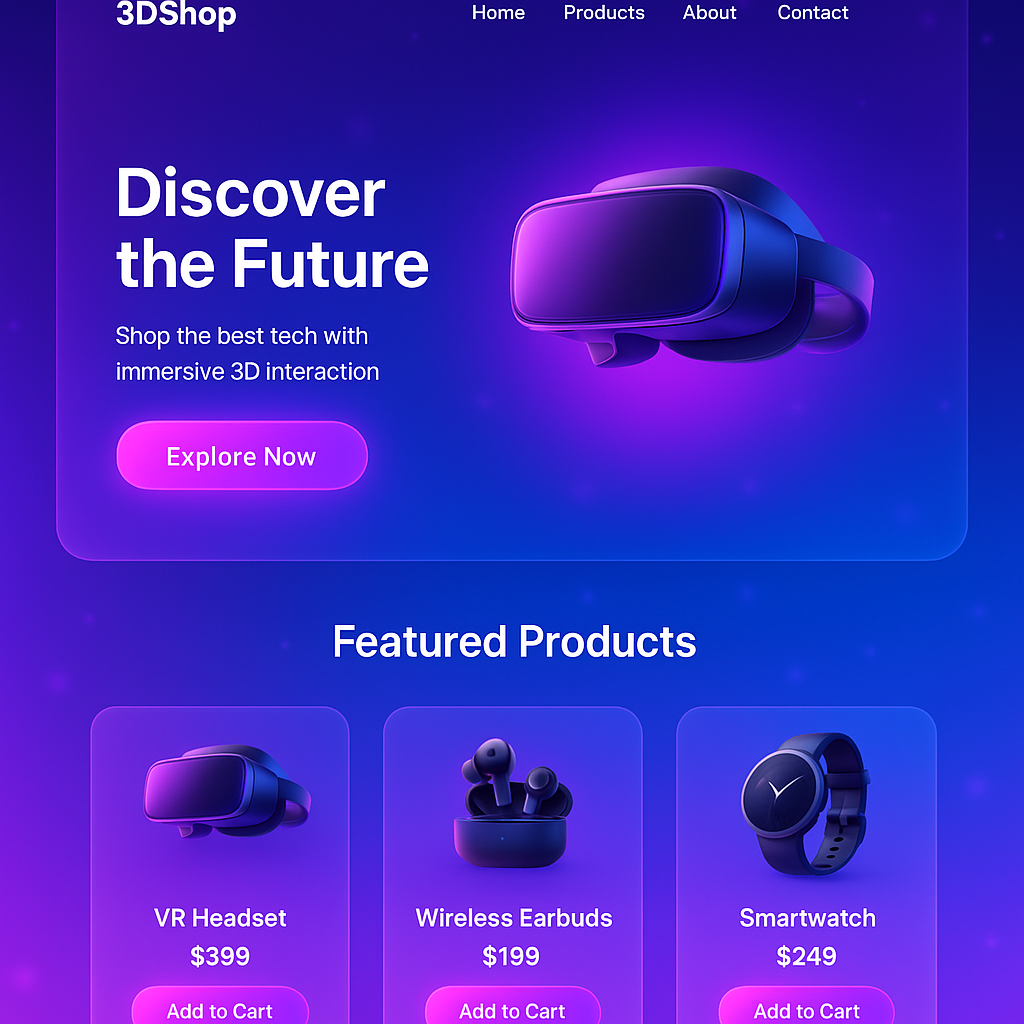 3DShop
Home Products About Contact
Discover
the Future
Shop the best tech with
immersive 3D interaction
Explore Now
Featured Products
VR Headset
$399
Add to Cart
Wireless Earbuds
$199
Add to Cart
Smartwatch
$249
Add to Cart